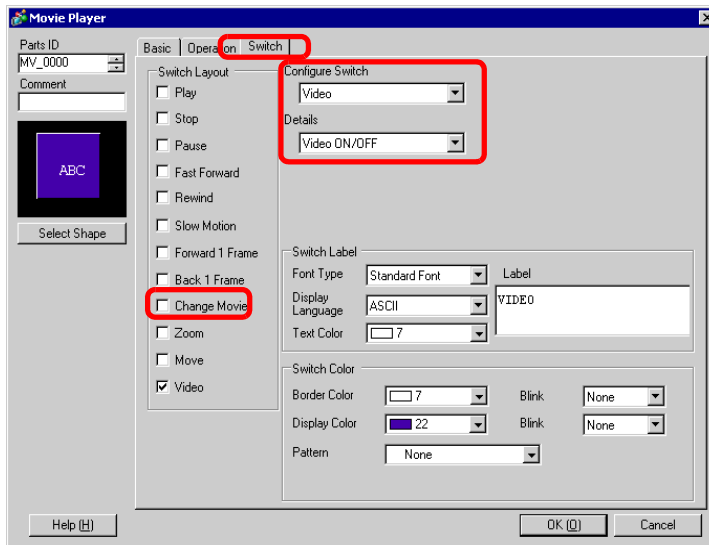 Movie Player
Parts ID
MV_0000
Comment
ABC
Select Shape
Basic
Operation
Switch
Switch Layout
Play
Stop
Pause
Fast Forward
Rewind
Slow Motion
Forward 1 Frame
Back 1 Frame
Change Movie
Zoom
Move
Video
Configure Switch
Video
Details
Video ON/OFF
Switch Label
Font Type
Standard Font
Label
Display
Language
ASCII
VIDEO
Text Color
7
Switch Color
Border Color
7
Blink
None
Display Color
22
Blink
None
Pattern
None
Help (H)
OK (O)
Cancel